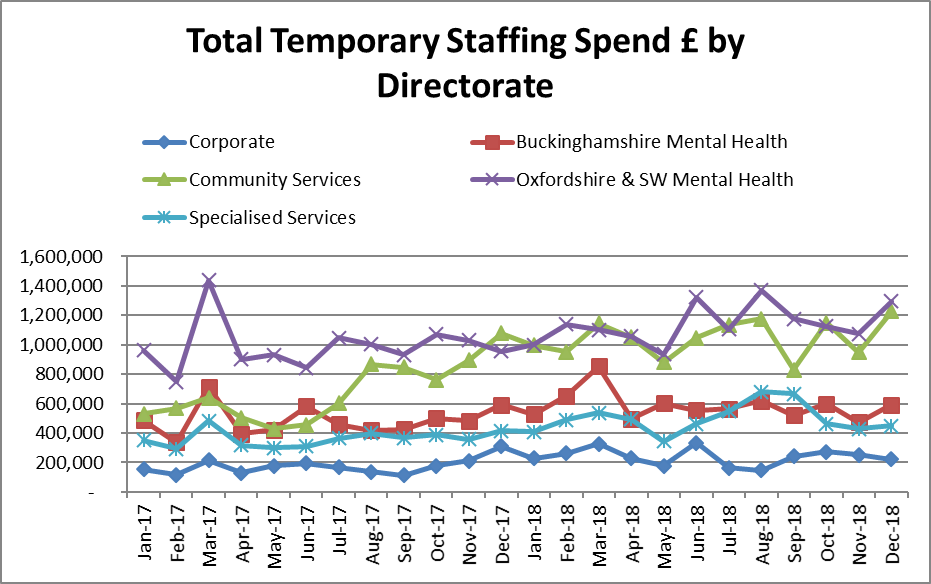 Total Temporary Staffing Spend £ by
Directorate
Corporate
Buckinghamshire Mental Health
Community Services
Oxfordshire & SW Mental Health
Specialised Services
1,600,000
1,400,000
1,200,000
1,000,000
800,000
600,000
400,000
200,000
-
Jan-17
Feb-17
Mar-17
Apr-17
May-17
Jun-17
Jul-17
Aug-17
Sep-17
Oct-17
Nov-17
Dec-17
Jan-18
Feb-18
Mar-18
Apr-18
May-18
Jun-18
Jul-18
Aug-18
Sep-18
Oct-18
Nov-18
Dec-18